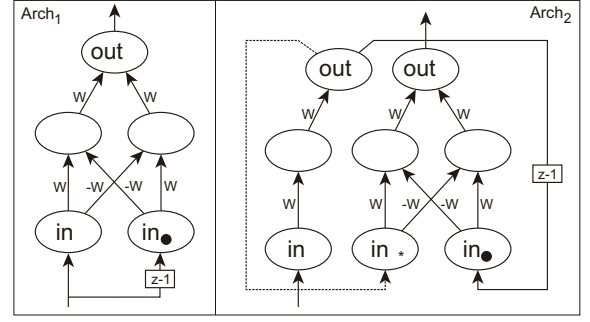 Arch1
out
W W
W -W -W W
in in
z-1
Arch2
out out
W W W
z-1
W W -W -W W
in in * in